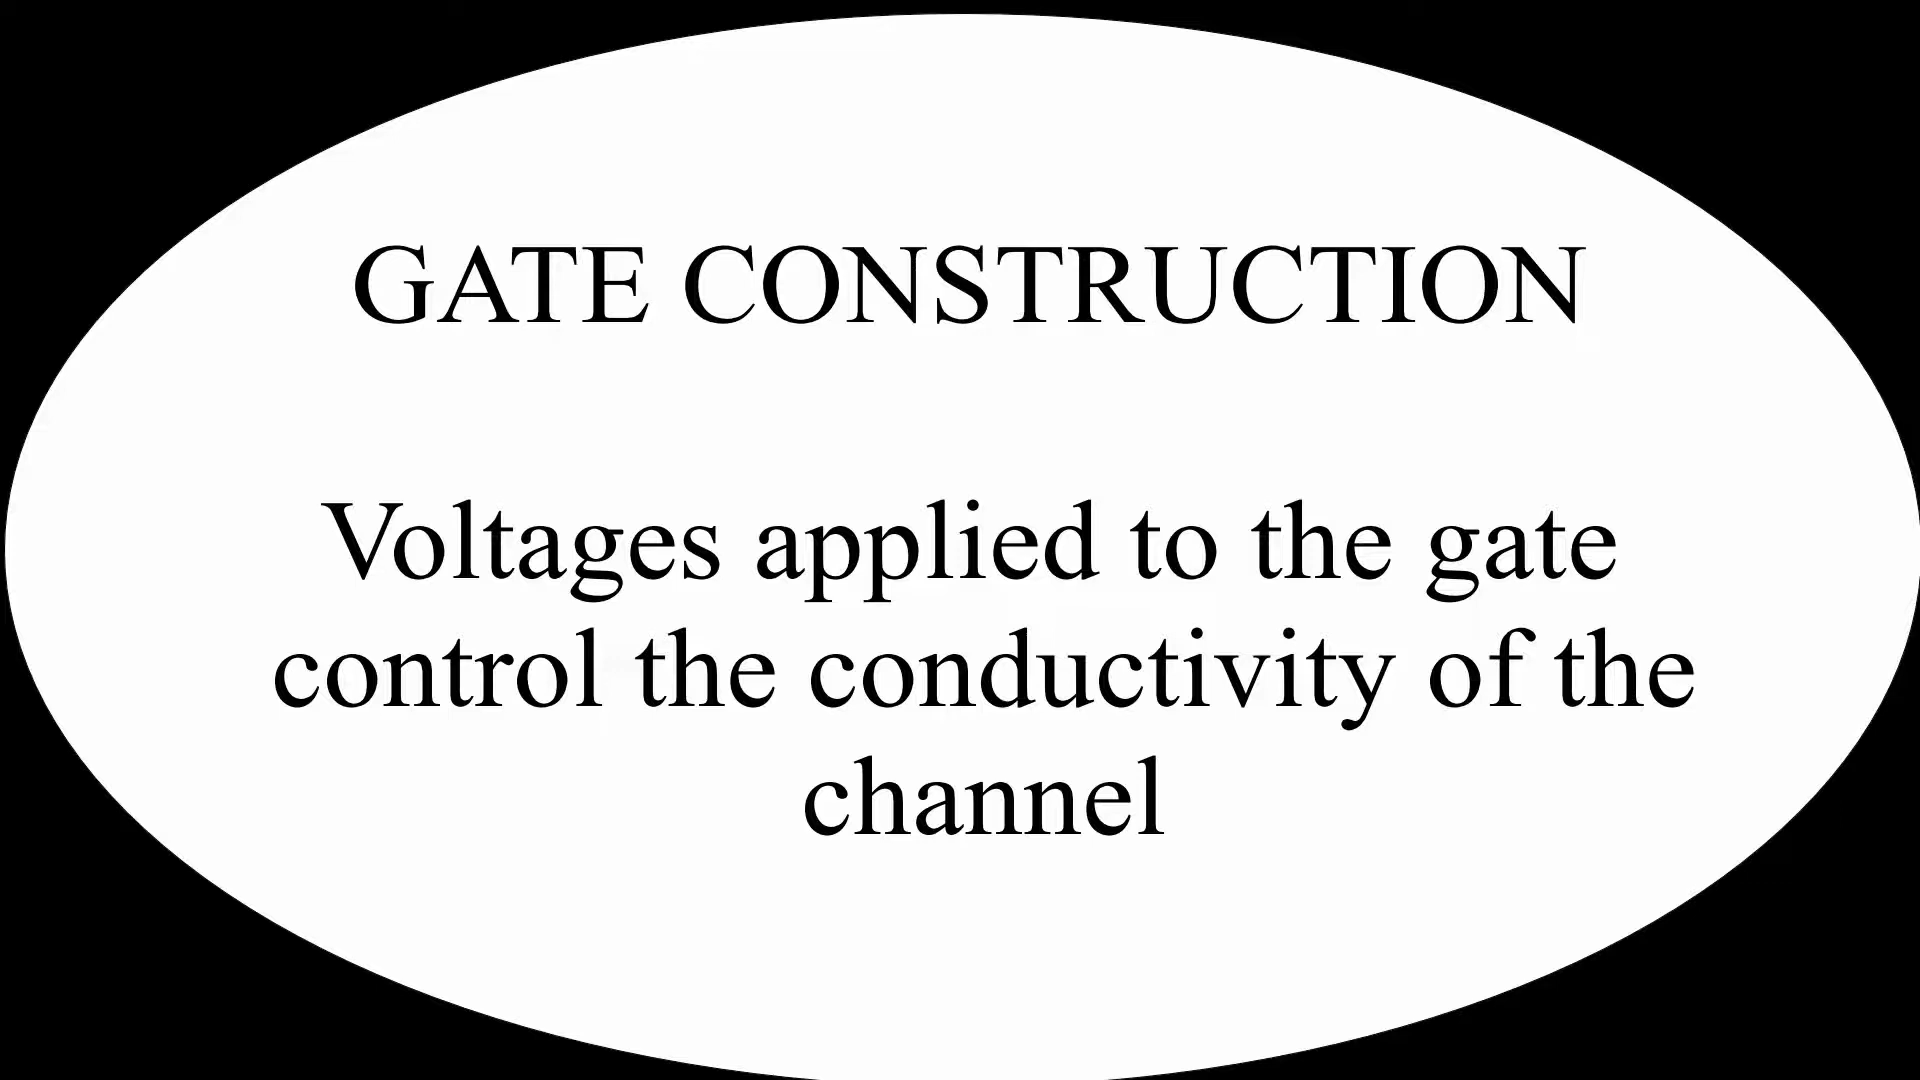 GATE CONSTRUCTION
Voltages applied to the gate
control the conductivity of the
channel